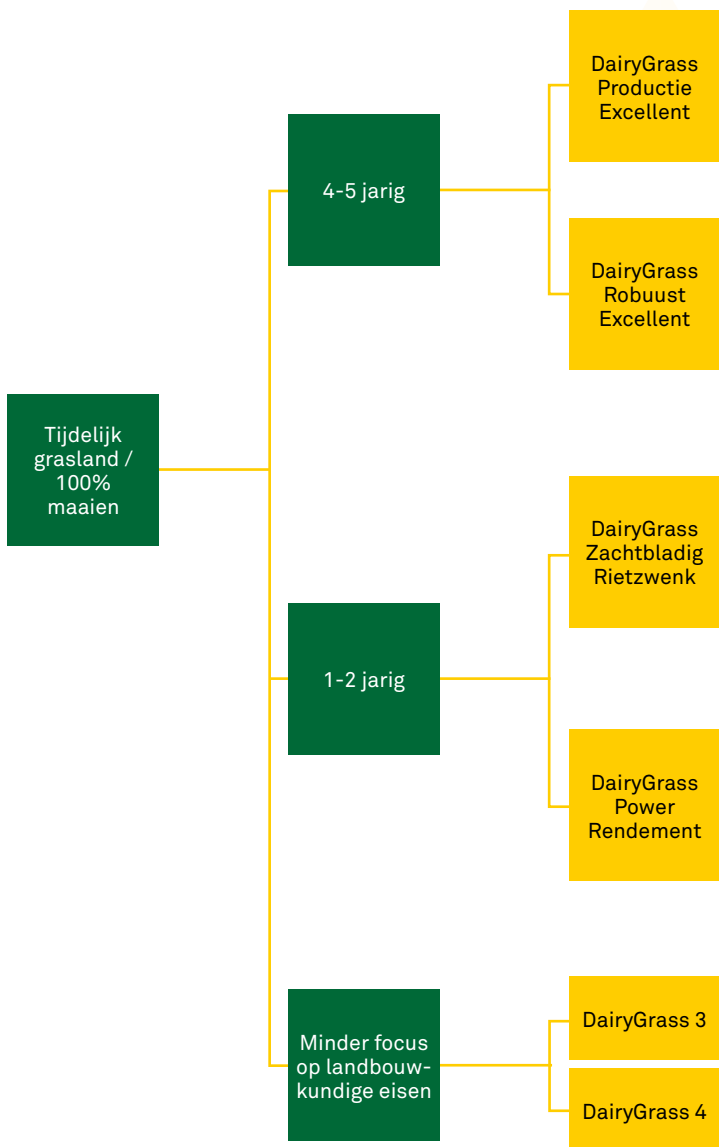 Tijdelijk
grasland /
100%
maaien
4-5 jarig
DairyGrass
Productie
Excellent
DairyGrass
Robuust
Excellent
1-2 jarig
DairyGrass
Zachtbladig
Rietzwenk
DairyGrass
Power
Rendement
Minder focus
op landbouw-
kundige eisen
DairyGrass 3
DairyGrass 4